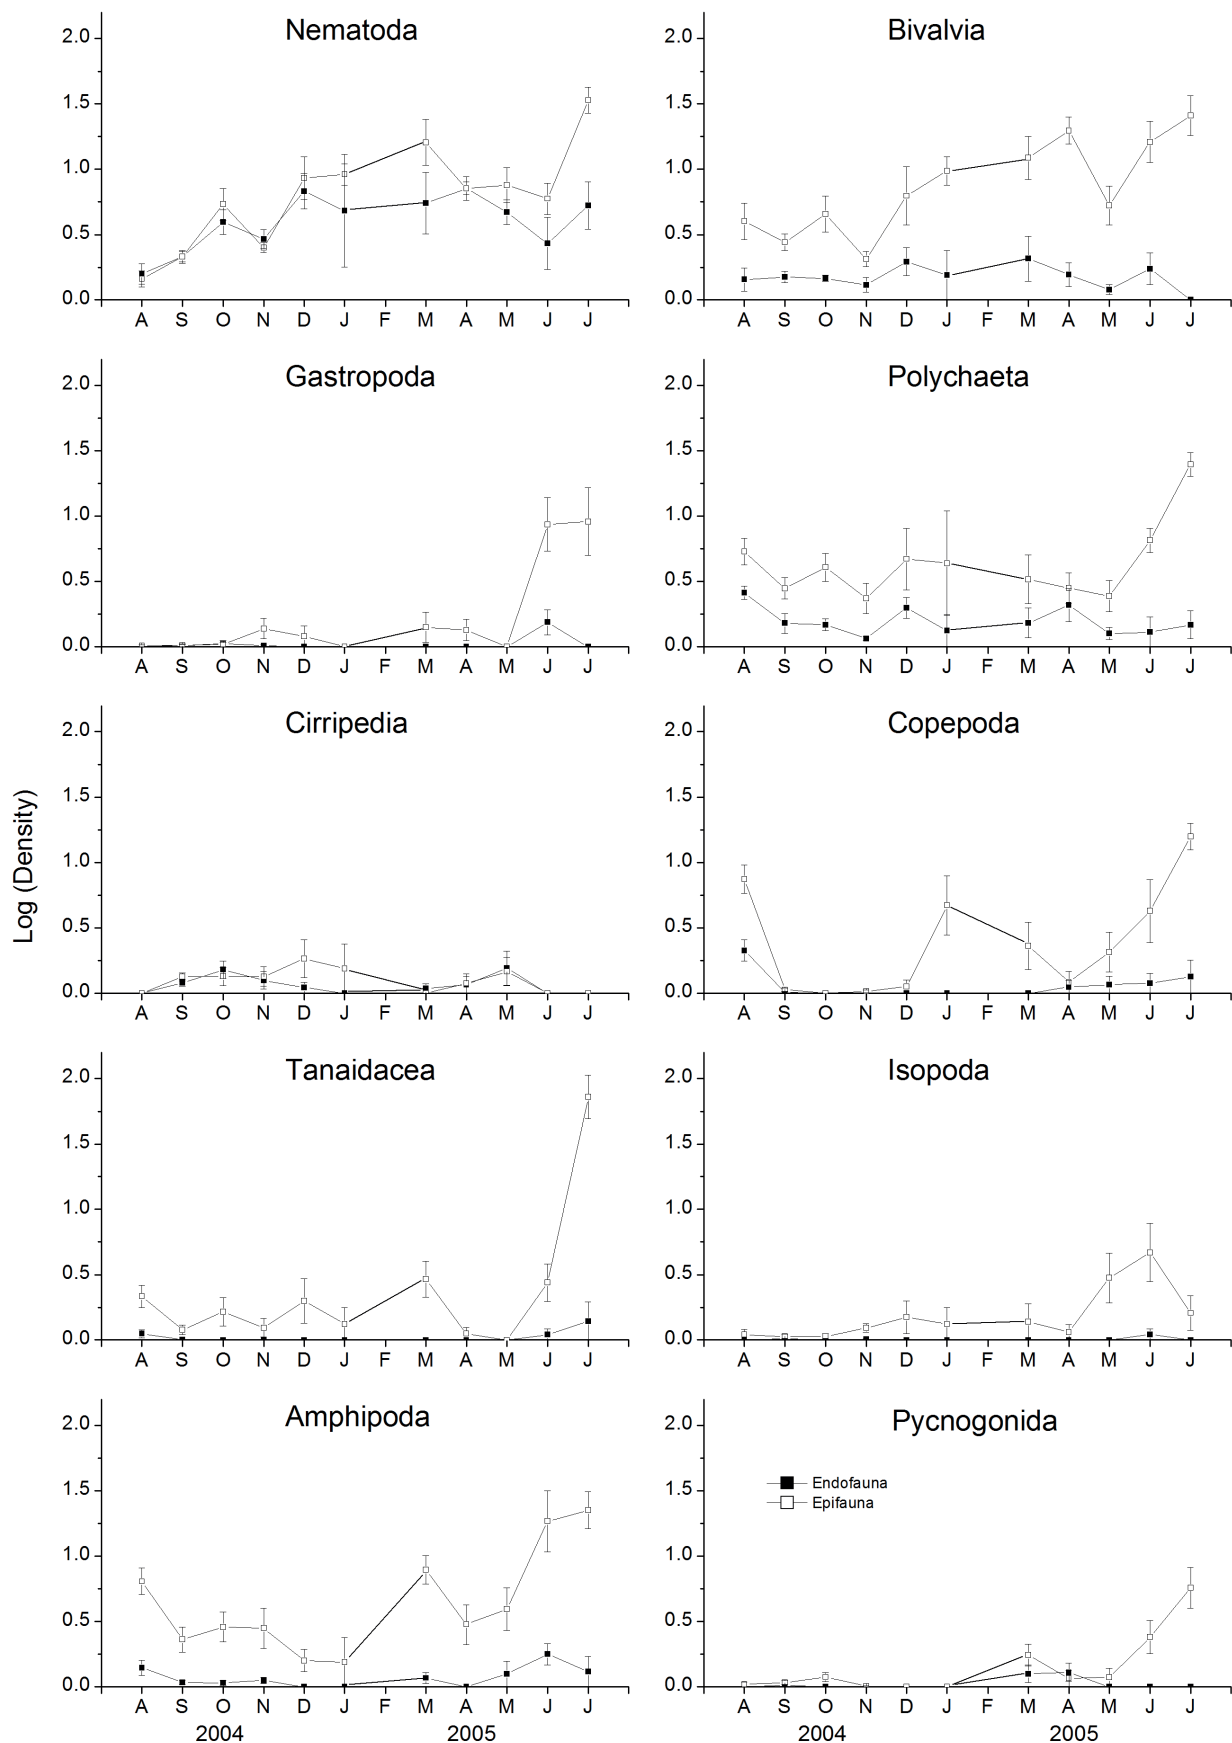 Nematoda
2.0
1.5
1.0
0.5
0.0
A S O N D J F M A M J J
Bivalvia
2.0
1.5
1.0
0.5
0.0
A S O N D J F M A M J J
Gastropoda
2.0
1.5
1.0
0.5
0.0
A S O N D J F M A M J J
Polychaeta
2.0
1.5
1.0
0.5
0.0
A S O N D J F M A M J J
Log (Density)
Cirripedia
2.0
1.5
1.0
0.5
0.0
A S O N D J F M A M J J
Copepoda
2.0
1.5
1.0
0.5
0.0
A S O N D J F M A M J J
Tanaidacea
2.0
1.5
1.0
0.5
0.0
A S O N D J F M A M J J
Isopoda
2.0
1.5
1.0
0.5
0.0
A S O N D J F M A M J J
Amphipoda
2.0
1.5
1.0
0.5
0.0
A S O N D J F M A M J J
2004 2005
Pycnogonida
Endofauna
Epifauna
2.0
1.5
1.0
0.5
0.0
A S O N D J F M A M J J
2004 2005